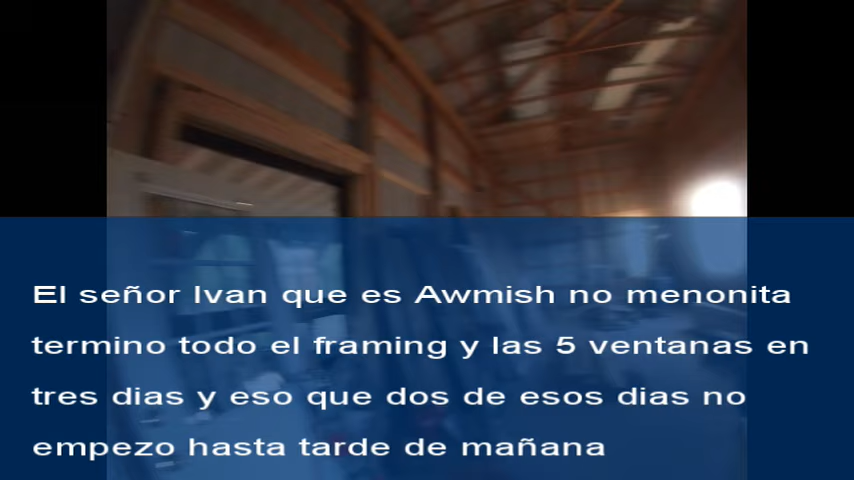 El señor Ivan que es Awmish no menonita
termino todo el framing y las 5 ventanas en
tres dias y eso que dos de esos dias no
empezo hasta tarde de mañana